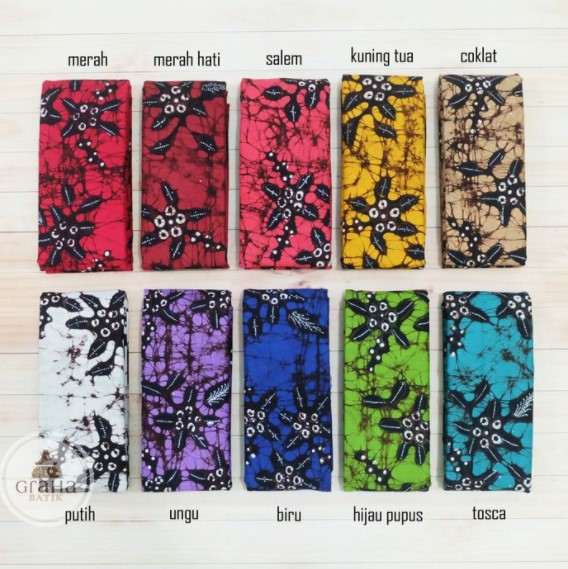 merah
merah hati
salem
kuning tua
coklat
GraHa
BATIK
putih
ungu
biru
hijau pupus
tosca